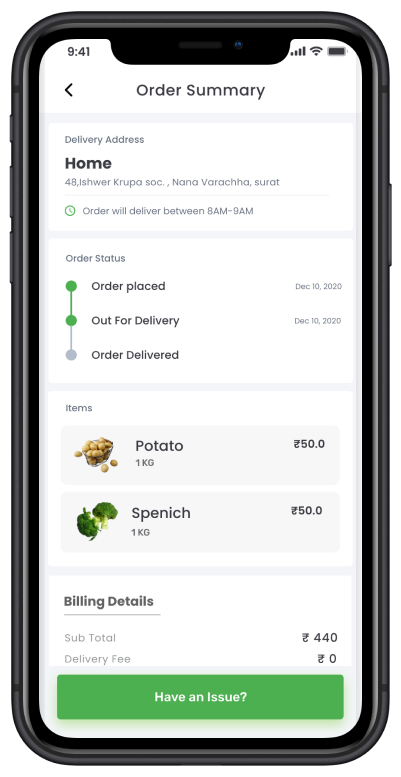 9:41
Order Summary
Delivery Address
Home
48,Ishwer Krupa soc. , Nana Varachha, surat
Order will deliver between 8AM-9AM
Order Status
Order placed Dec 10, 2020
Out For Delivery Dec 10, 2020
Order Delivered
Items
Potato ₹50.0
1 KG
Spenich ₹50.0
1 KG
Billing Details
Sub Total ₹ 440
Delivery Fee ₹ 0
Have an Issue?